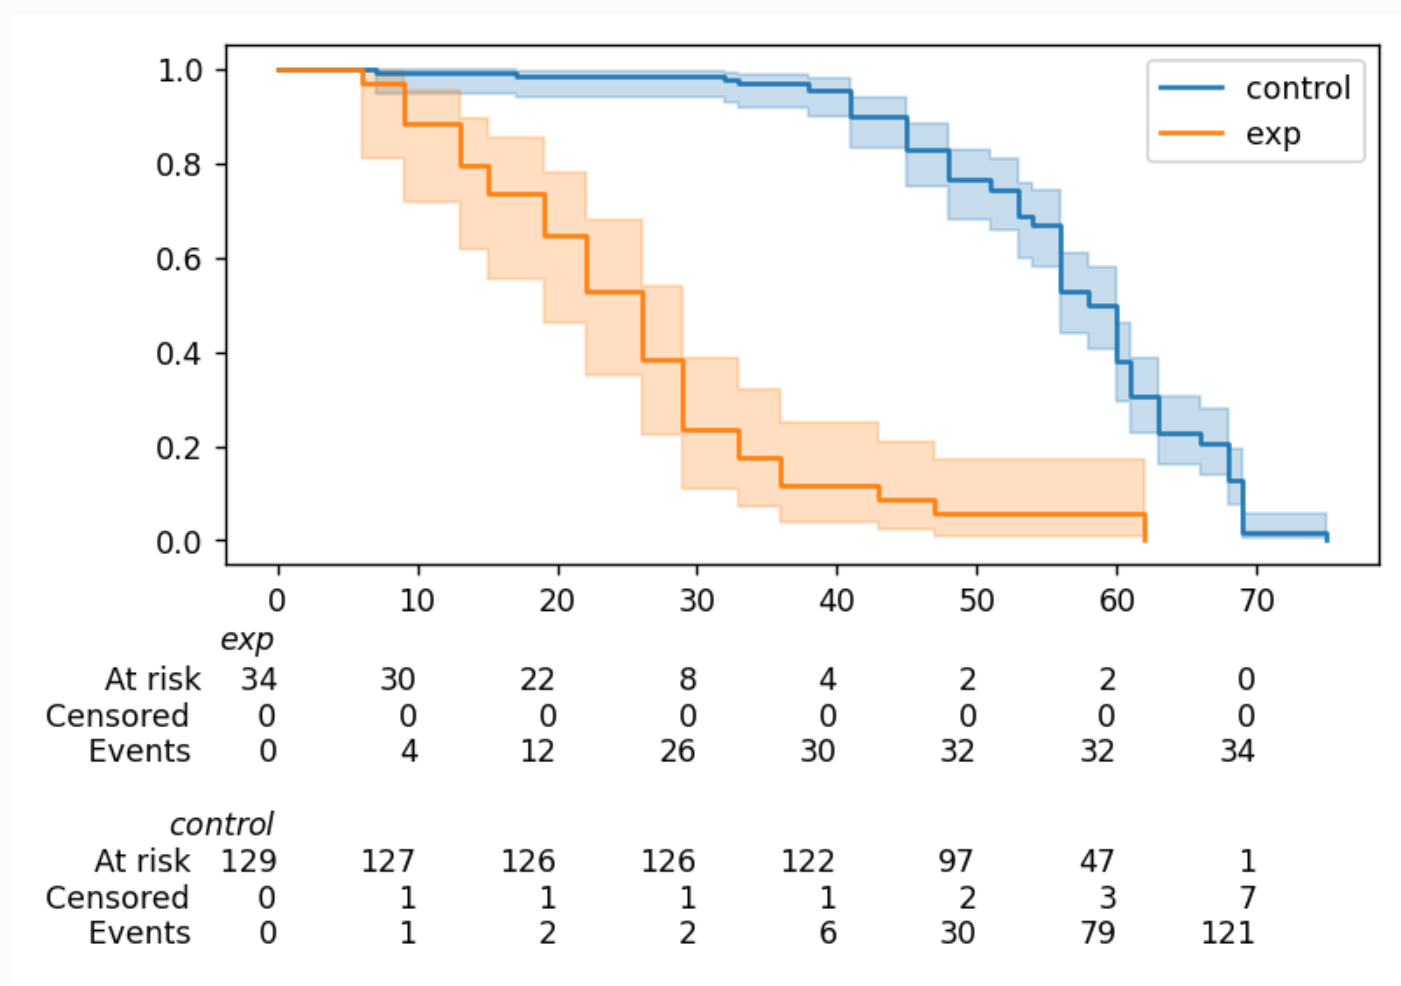 1.0
0.8
0.6
0.4
0.2
0.0
control
exp
0 10 20 30 40 50 60 70
exp
At risk 34 30 22 8 4 2 2 0
Censored 0 0 0 0 0 0 0 0
Events 0 4 12 26 30 32 32 34
control
At risk 129 127 126 126 122 97 47 1
Censored 0 1 1 1 1 2 3 7
Events 0 1 2 2 6 30 79 121